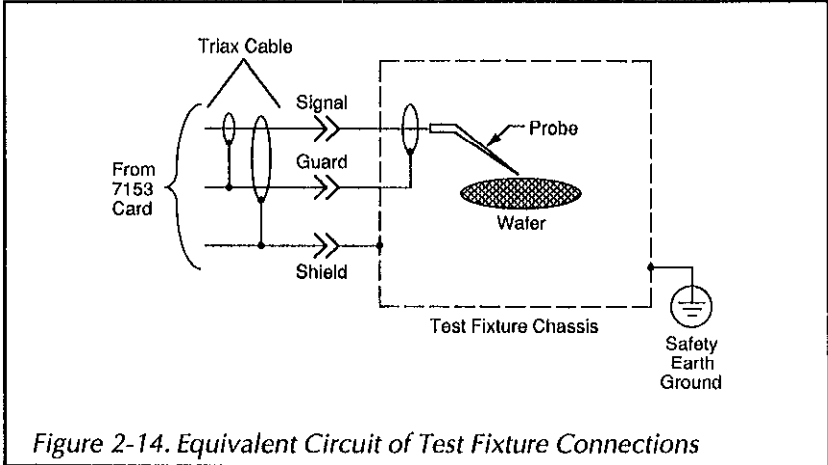 Triax Cable
Signal
Probe
Guard
From
7153
Card
Wafer
Shield
Test Fixture Chassis
Safety
Earth
Ground
Figure 2-14. Equivalent Circuit of Test Fixture Connections